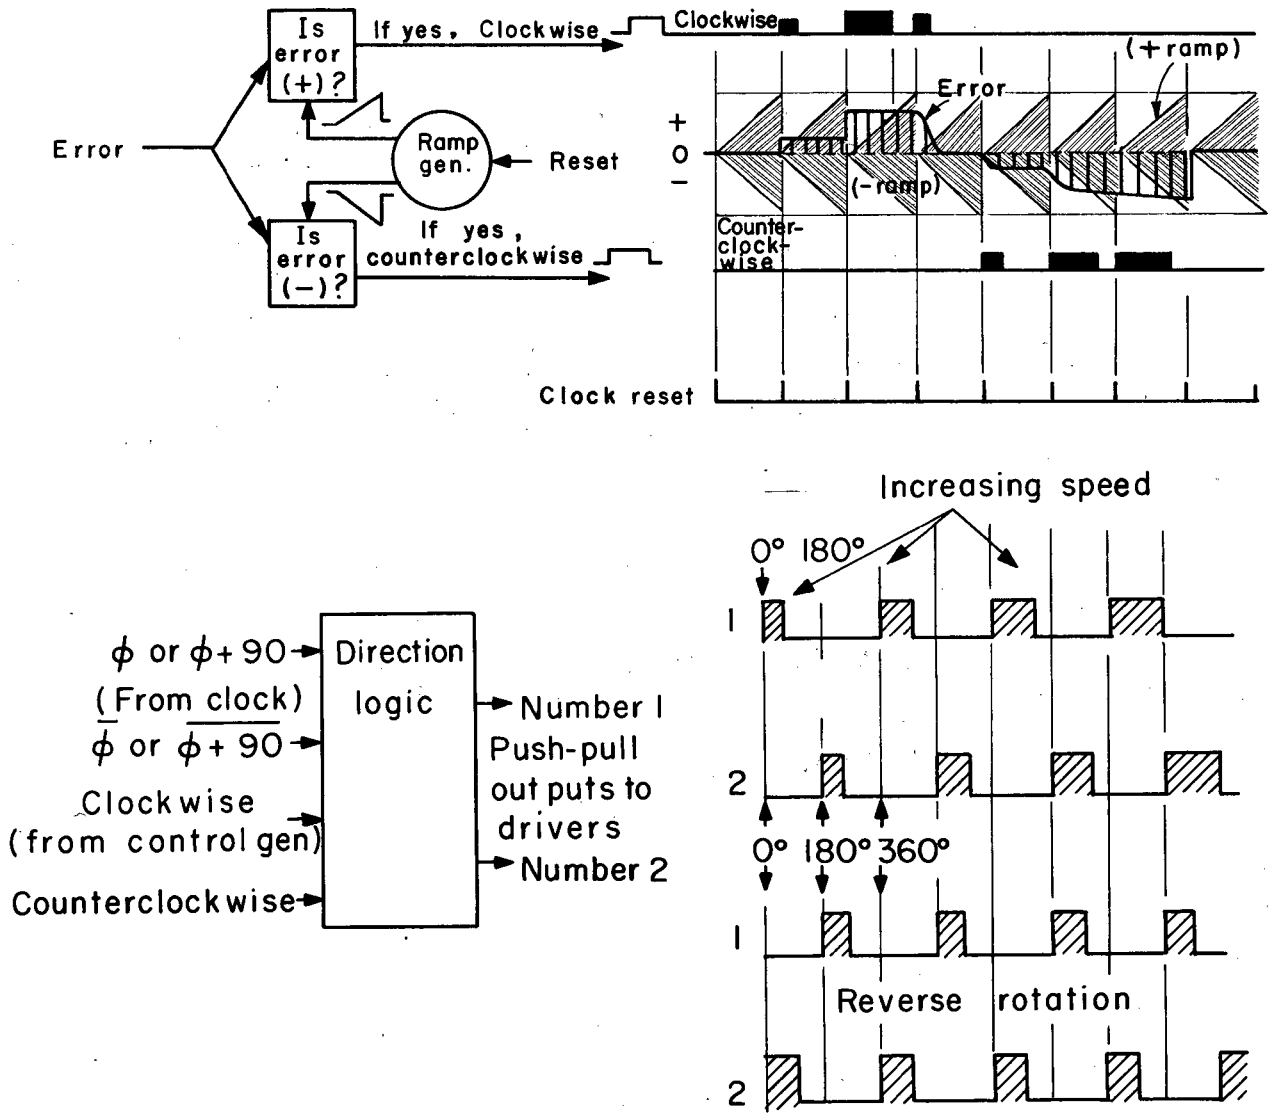 Is
error
(+)?
If yes, Clockwise
Error
Ramp
gen.
Reset
Is
error
(-)?
If yes,
counterclockwise
Clockwise
(+ramp)
Error
+
0
-
(-ramp)
Counter-
clock-
wise
Clock reset
Increasing speed
0° 180°
1
2
0° 180° 360°
1
Reverse rotation
2
ϕ or ϕ+90
(From clock)
ϕ̅ or ϕ̅+̅ ̅9̅0̅
Clockwise
(from control gen)
Counterclockwise
Direction
logic
Number 1
Push-pull
out puts to
drivers
Number 2